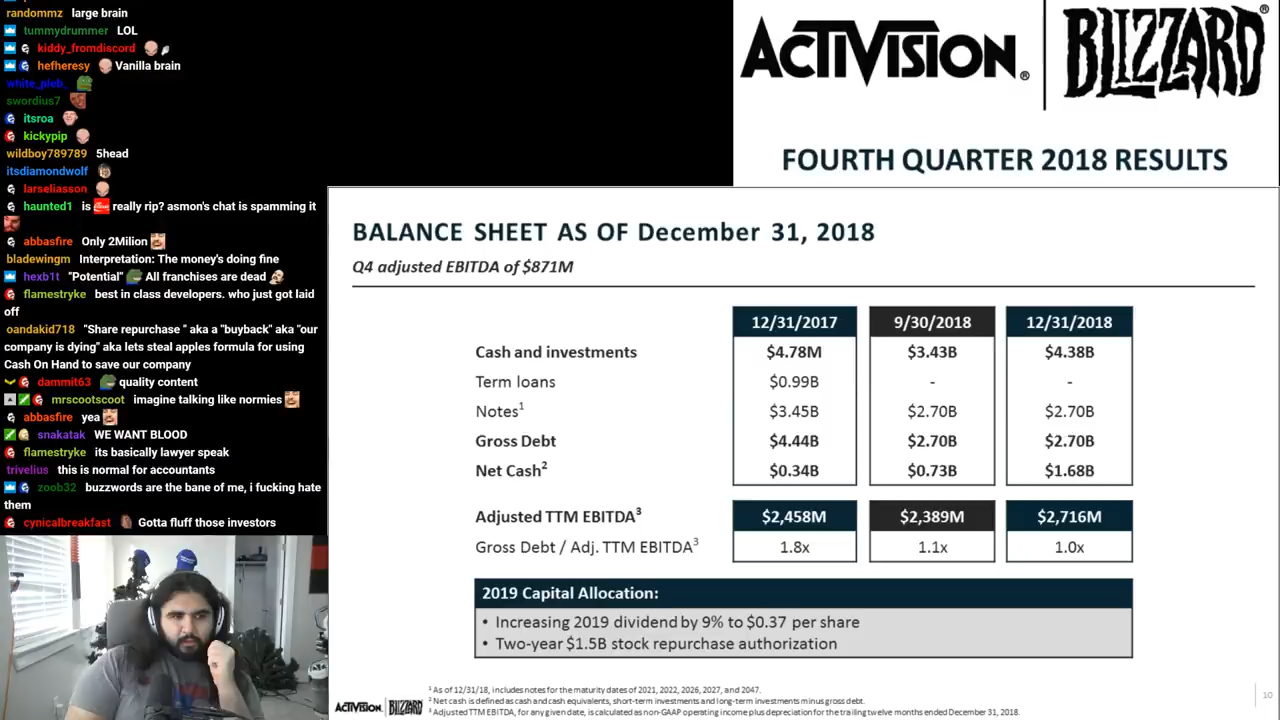 randommz large brain
tummydrummer LOL
kiddy_fromdiscord
hefheresy Vanilla brain
white_pleb_
swordius7
itsroa
kickypip
wildboy789789 5head
itsdiamondwolf
larseliasson
haunted1 is really rip? asmon's chat is spamming it
abbasfire Only 2Milion
bladewingm Interpretation: The money's doing fine
hexb1t "Potential" All franchises are dead
flamestryke best in class developers. who just got laid
off
oandakid718 "Share repurchase " aka a "buyback" aka "our
company is dying" aka lets steal apples formula for using
Cash On Hand to save our company
dammit63 quality content
mrscootscoot imagine talking like normies
abbasfire yea
snakatak WE WANT BLOOD
flamestryke its basically lawyer speak
trivelius this is normal for accountants
zoob32 buzzwords are the bane of me, i fucking hate
them
cynicalbreakfast Gotta fluff those investors
ACTIVISION® BLIZZARD®
FOURTH QUARTER 2018 RESULTS
BALANCE SHEET AS OF December 31, 2018
Q4 adjusted EBITDA of $871M
12/31/2017 9/30/2018 12/31/2018
Cash and investments $4.78M $3.43B $4.38B
Term loans $0.99B - -
Notes1 $3.45B $2.70B $2.70B
Gross Debt $4.44B $2.70B $2.70B
Net Cash2 $0.34B $0.73B $1.68B
Adjusted TTM EBITDA3 $2,458M $2,389M $2,716M
Gross Debt / Adj. TTM EBITDA3 1.8x 1.1x 1.0x
2019 Capital Allocation:
• Increasing 2019 dividend by 9% to $0.37 per share
• Two-year $1.5B stock repurchase authorization
1 As of 12/31/18, includes notes for the maturity dates of 2021, 2022, 2026, 2027, and 2047.
2 Net cash is defined as cash and cash equivalents, short-term investments and long-term investments minus gross debt.
3 Adjusted TTM EBITDA, for any given date, is calculated as non-GAAP operating income plus depreciation for the trailing twelve months ended December 31, 2018.
ACTIVISION BLIZZARD
10